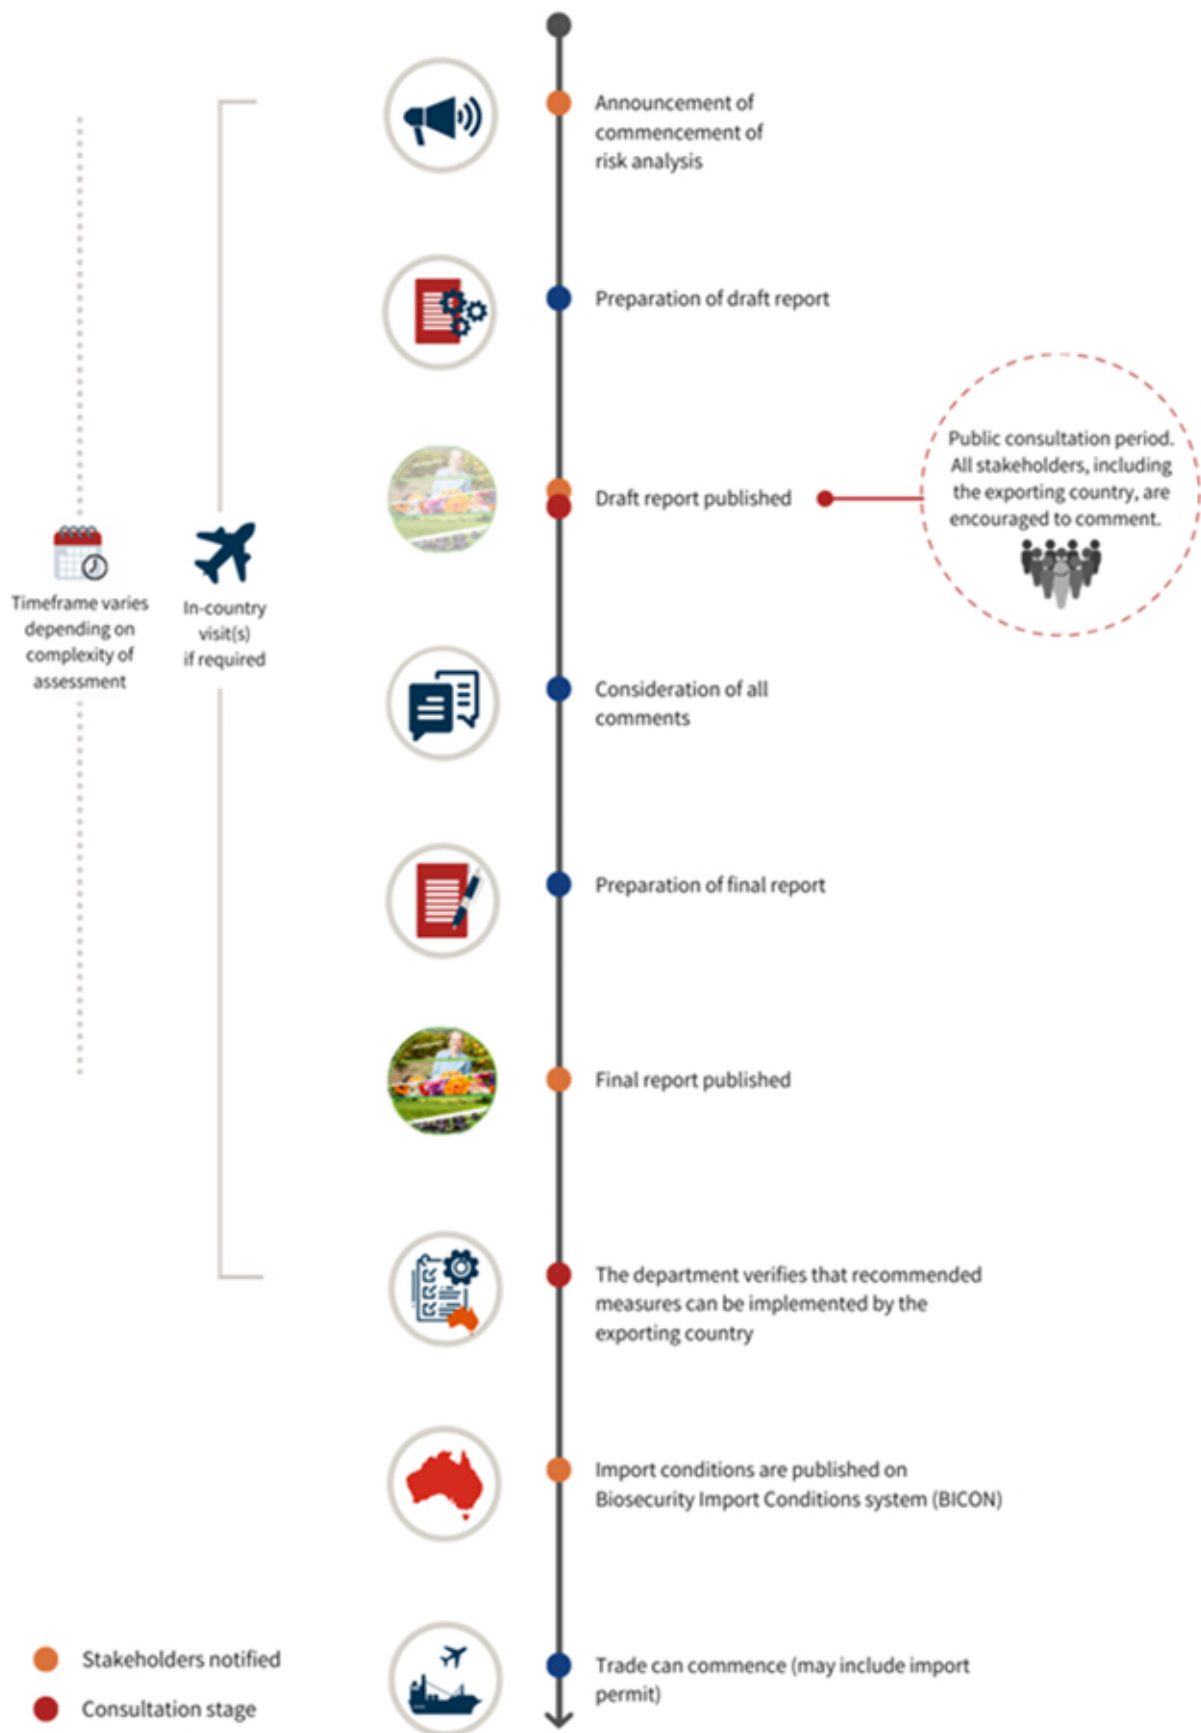 Announcement of
commencement of
risk analysis
Preparation of draft report
Draft report published
Public consultation period.
All stakeholders, including
the exporting country, are
encouraged to comment.
Timeframe varies
depending on
complexity of
assessment
In-country
visit(s)
if required
Consideration of all
comments
Preparation of final report
Final report published
The department verifies that recommended
measures can be implemented by the
exporting country
Import conditions are published on
Biosecurity Import Conditions system (BICON)
Trade can commence (may include import
permit)
Stakeholders notified
Consultation stage